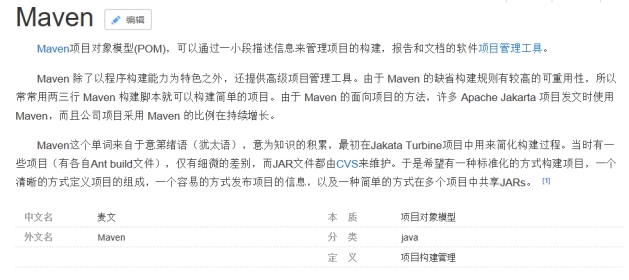 Maven 编辑
Maven项目对象模型(POM)，可以通过一小段描述信息来管理项目的构建，报告和文档的软件项目管理工具。
Maven 除了以程序构建能力为特色之外，还提供高级项目管理工具。由于 Maven 的缺省构建规则有较高的可重用性，所以
常常用两三行 Maven 构建脚本就可以构建简单的项目。由于 Maven 的面向项目的方法，许多 Apache Jakarta 项目发文时使用
Maven，而且公司项目采用 Maven 的比例在持续增长。
Maven这个单词来自于意第绪语（犹太语），意为知识的积累，最初在Jakata Turbine项目中用来简化构建过程。当时有一
些项目（有各自Ant build文件），仅有细微的差别，而JAR文件都由CVS来维护。于是希望有一种标准化的方式构建项目，一个
清晰的方式定义项目的组成，一个容易的方式发布项目的信息，以及一种简单的方式在多个项目中共享JARs。 [1]
中文名 麦文 本 质 项目对象模型
外文名 Maven 分 类 java
定 义 项目构建管理